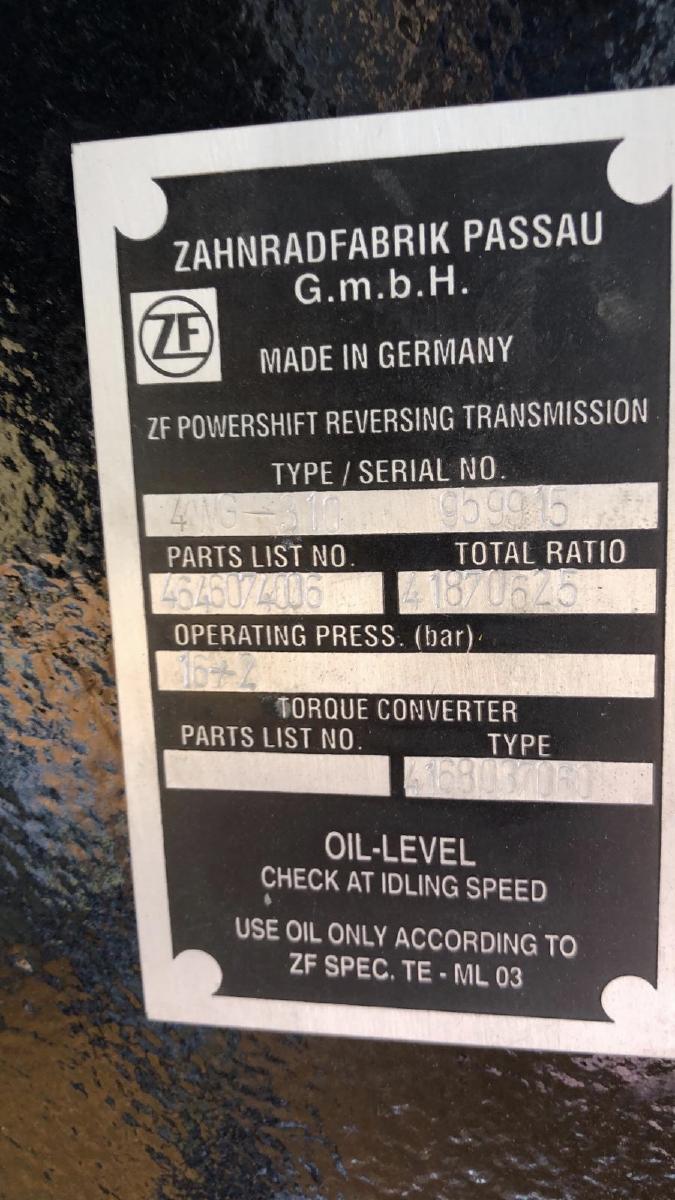 ZAHNRADFABRIK PASSAU
G.m.b.H.
ZF
MADE IN GERMANY
ZF POWERSHIFT REVERSING TRANSMISSION
TYPE / SERIAL NO.
4WG-310 959915
PARTS LIST NO. TOTAL RATIO
4646074006 41870625
OPERATING PRESS. (bar)
16+2
TORQUE CONVERTER
PARTS LIST NO. TYPE
OIL-LEVEL
CHECK AT IDLING SPEED
USE OIL ONLY ACCORDING TO
ZF SPEC. TE - ML 03